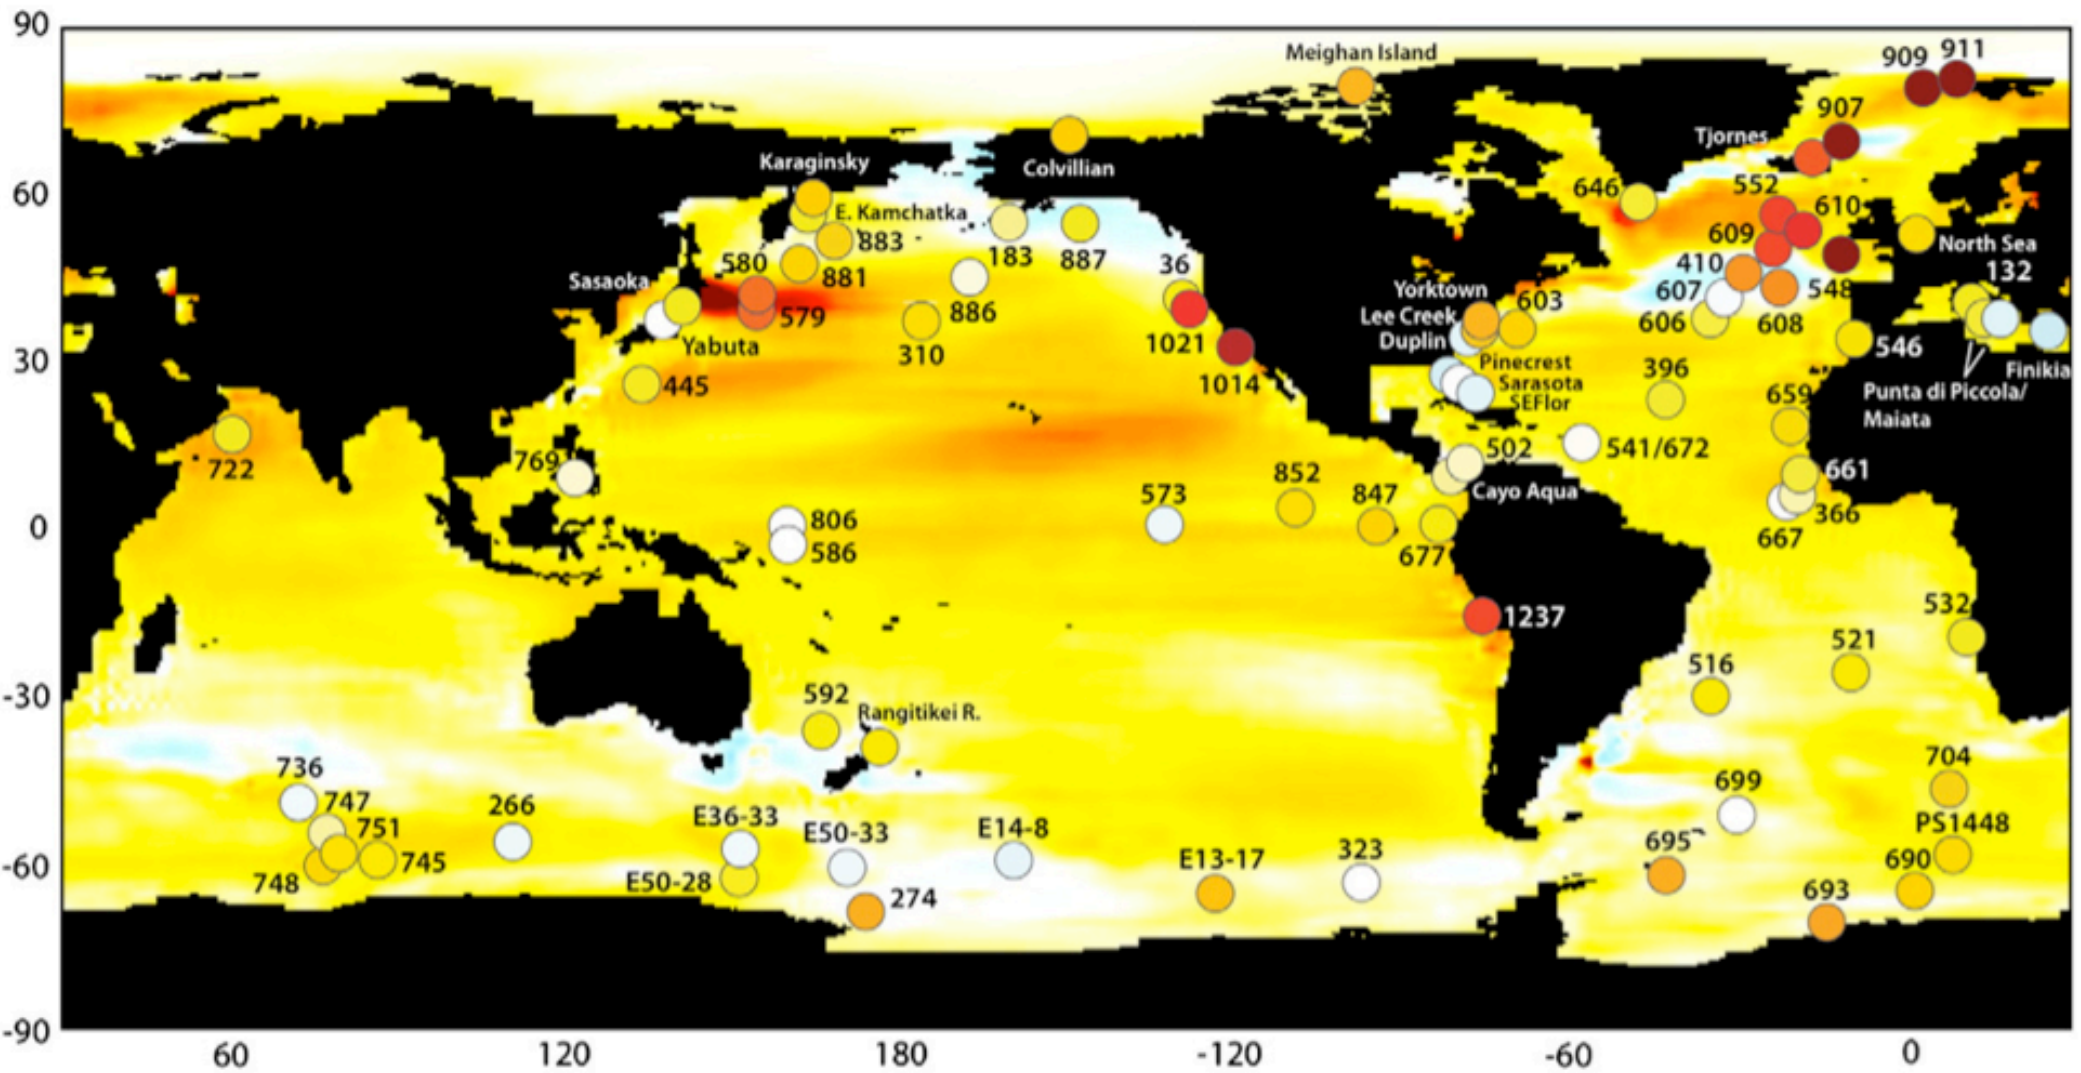 90
60
30
0
-30
-60
-90
60
120
180
-120
-60
0
Meighan Island
909
911
907
Tjornes
Karaginsky
Colvillian
552
646
610
E. Kamchatka
883
609
North Sea
183
887
36
410
132
580
881
Sasaoka
Yorktown
603
607
548
886
Lee Creek
579
606
608
Duplin
Yabuta
310
1021
546
Pinecrest
396
Finikia
445
1014
Sarasota
659
Punta di Piccola/
Maiata
SEFlor
722
769
502
541/672
852
661
573
847
Cayo Aqua
366
806
586
677
667
1237
532
521
516
592
Rangitikei R.
736
704
699
747
266
E36-33
E50-33
E14-8
751
PS1448
695
745
E13-17
323
690
748
E50-28
274
693